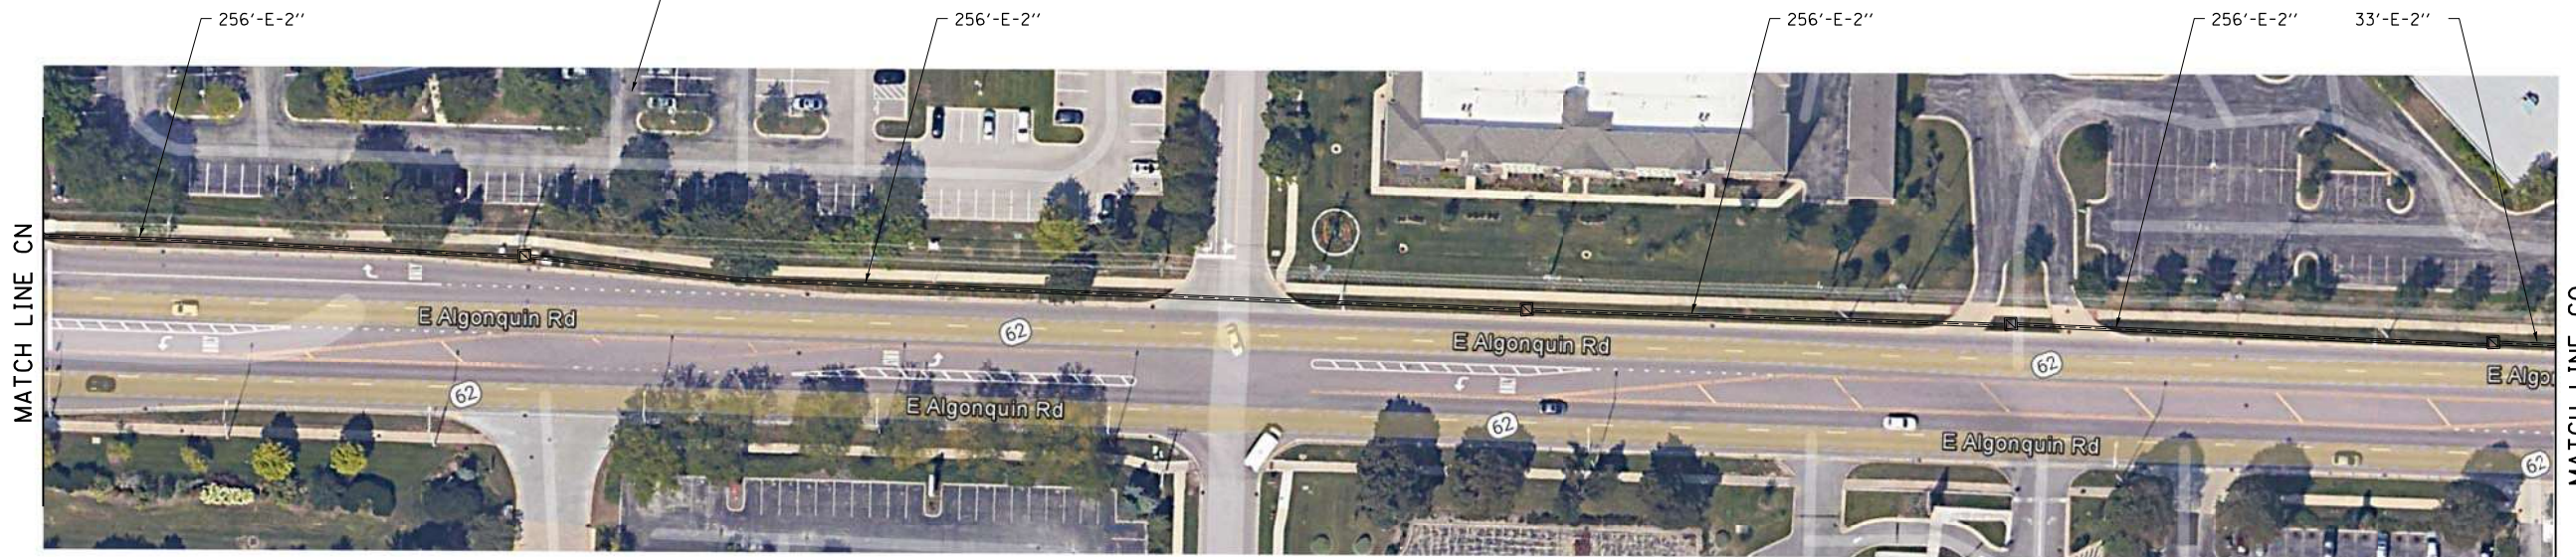 256'-E-2''
256'-E-2''
256'-E-2''
256'-E-2''
33'-E-2''
MATCH LINE CN
E Algonquin Rd
62
E Algonquin Rd
62
E Algo
62
E Algonquin Rd
62
E Algonquin Rd
62
MATCH LINE CO